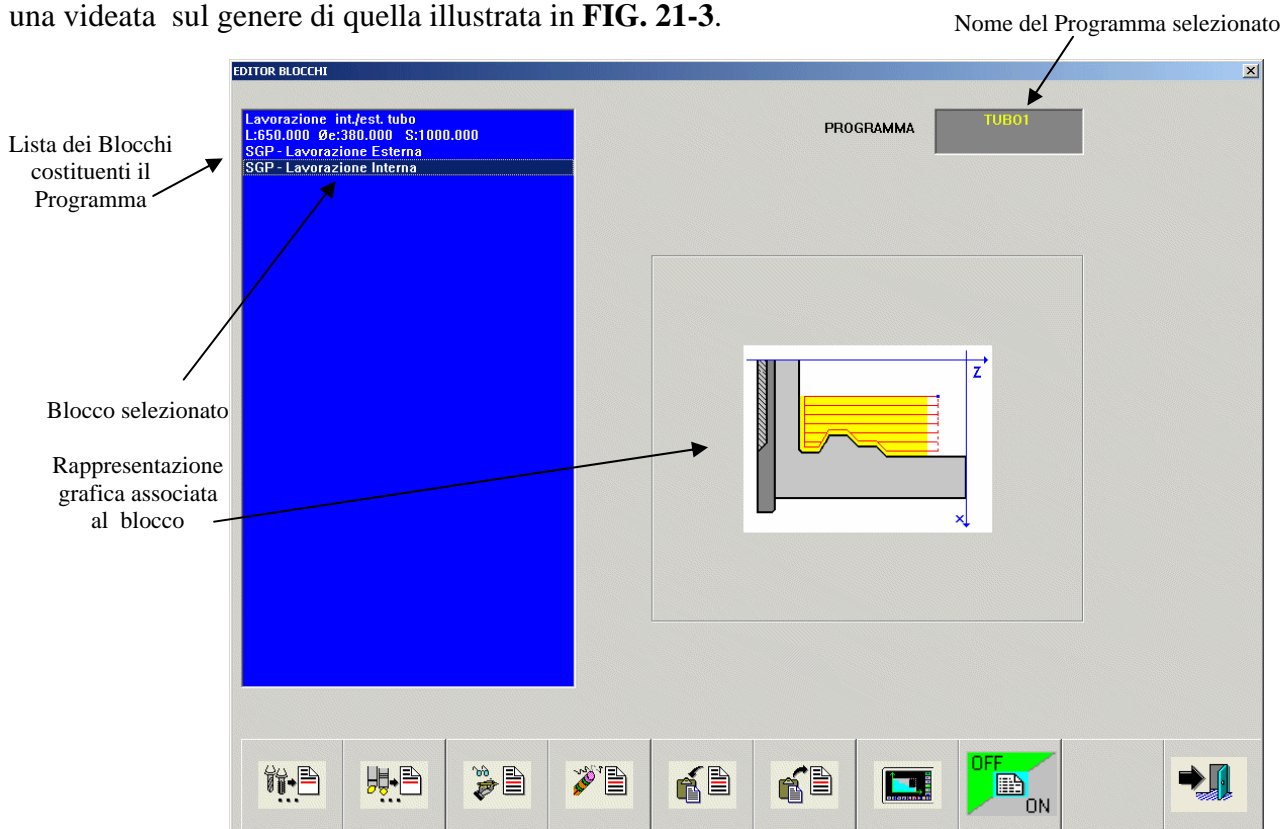 una videata sul genere di quella illustrata in FIG. 21-3.
Nome del Programma selezionato
EDITOR BLOCCHI
Lavorazione int./est. tubo
L:650.000 Øe:380.000 S:1000.000
SGP - Lavorazione Esterna
SGP - Lavorazione Interna
PROGRAMMA
TUBO1
Lista dei Blocchi
costituenti il
Programma
Z
Blocco selezionato
Rappresentazione
grafica associata
al blocco
X
OFF
ON